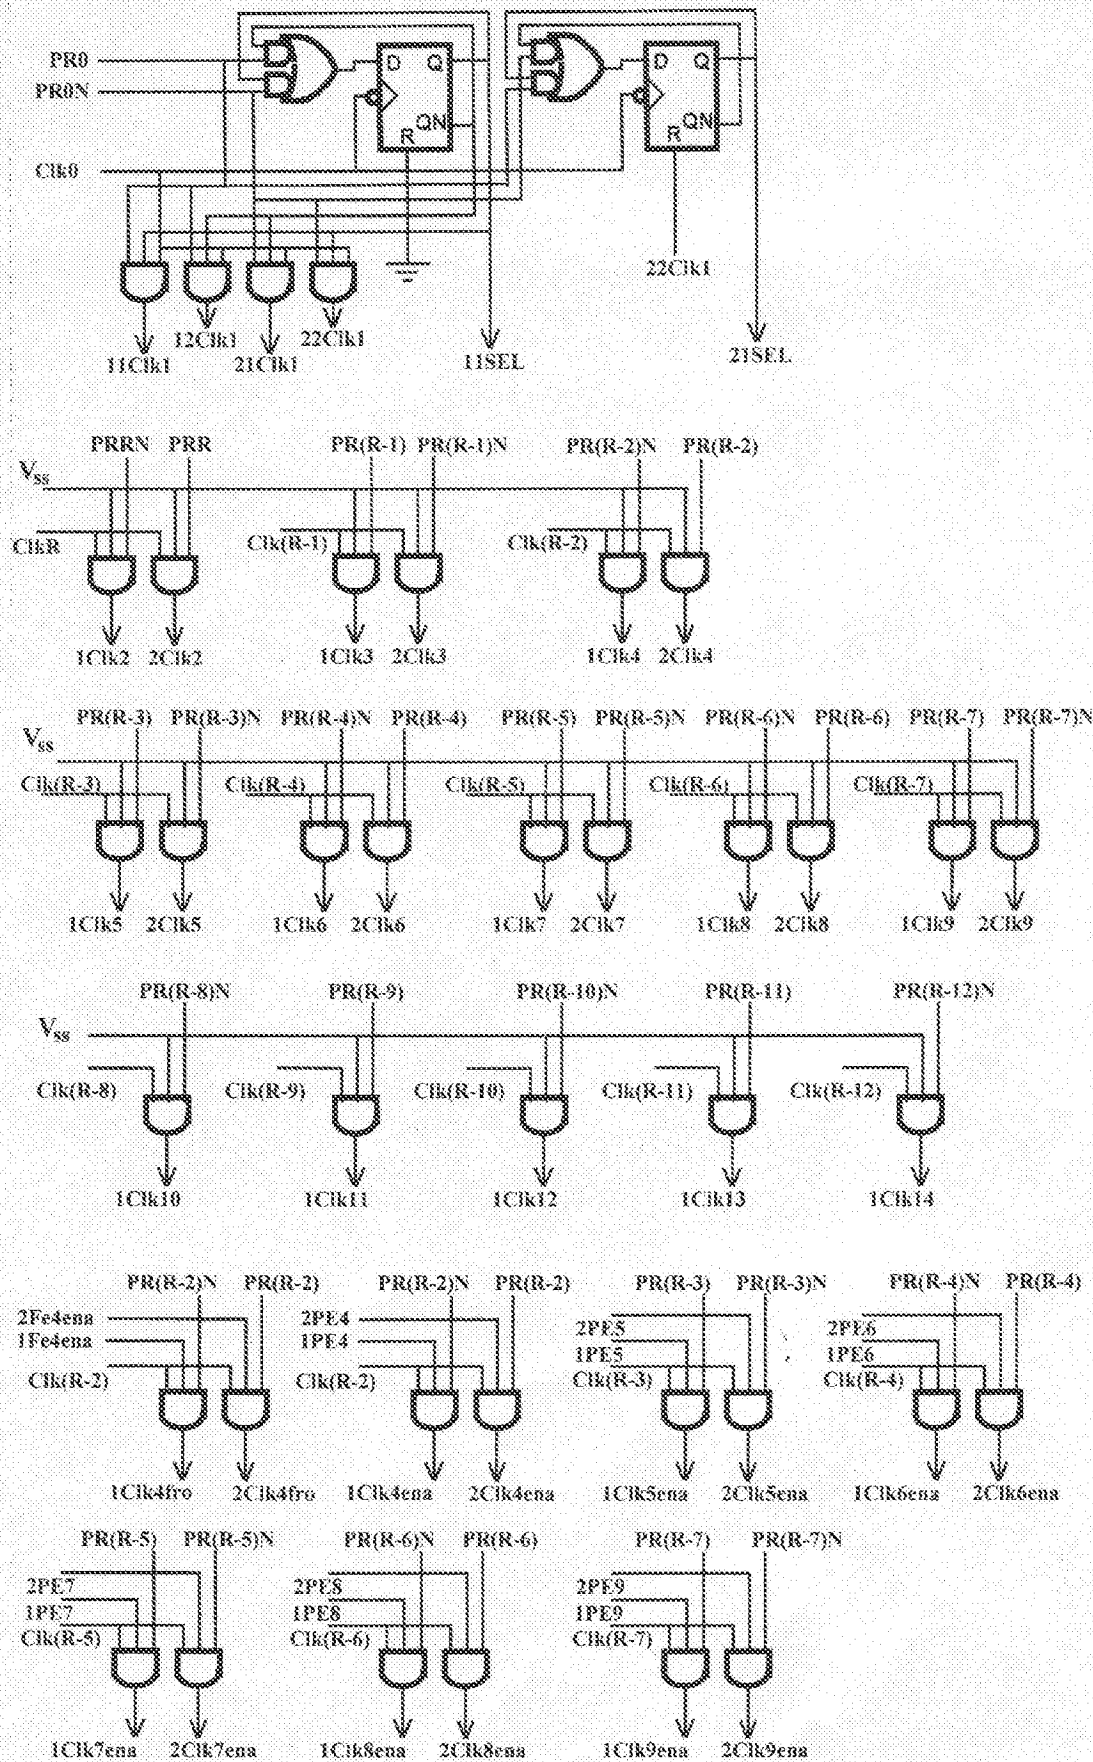 PR0
PR0N
Clk0
D Q
QN
R
D Q
QN
R
22Clk1
11Clk1
12Clk1
21Clk1
22Clk1
11SEL
21SEL
PRRN PRR PR(R-1) PR(R-1)N PR(R-2)N PR(R-2)
Vss
ClkR Clk(R-1) Clk(R-2)
1Clk2 2Clk2 1Clk3 2Clk3 1Clk4 2Clk4
PR(R-3) PR(R-3)N PR(R-4)N PR(R-4) PR(R-5) PR(R-5)N PR(R-6)N PR(R-6) PR(R-7) PR(R-7)N
Vss
Clk(R-3) Clk(R-4) Clk(R-5) Clk(R-6) Clk(R-7)
1Clk5 2Clk5 1Clk6 2Clk6 1Clk7 2Clk7 1Clk8 2Clk8 1Clk9 2Clk9
PR(R-8)N PR(R-9) PR(R-10)N PR(R-11) PR(R-12)N
Vss
Clk(R-8) Clk(R-9) Clk(R-10) Clk(R-11) Clk(R-12)
1Clk10 1Clk11 1Clk12 1Clk13 1Clk14
PR(R-2)N PR(R-2) PR(R-2)N PR(R-2) PR(R-3) PR(R-3)N PR(R-4)N PR(R-4)
2Fe4ena 2PE4 2PE5 2PE6
1Fe4ena 1PE4 1PE5 1PE6
Clk(R-2) Clk(R-2) Clk(R-3) Clk(R-4)
1Clk4fro 2Clk4fro 1Clk4ena 2Clk4ena 1Clk5ena 2Clk5ena 1Clk6ena 2Clk6ena
PR(R-5) PR(R-5)N PR(R-6)N PR(R-6) PR(R-7) PR(R-7)N
2PE7 2PE8 2PE9
1PE7 1PE8 1PE9
Clk(R-5) Clk(R-6) Clk(R-7)
1Clk7ena 2Clk7ena 1Clk8ena 2Clk8ena 1Clk9ena 2Clk9ena